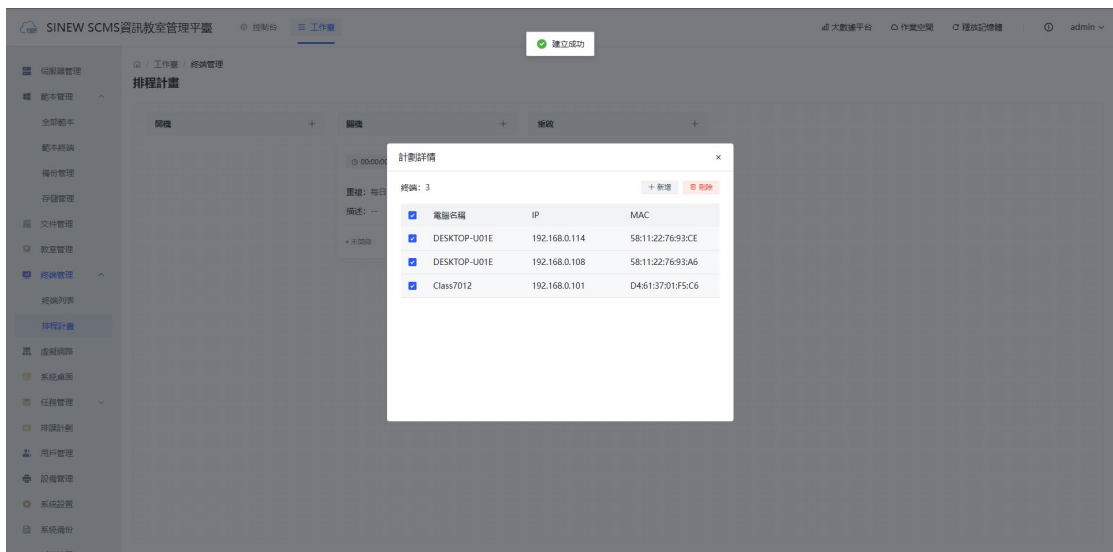 SINEW SCMS資訊教室管理平臺 控制台 工作臺 大數據平台 作業空間 釋放記憶體 admin
建立成功
工作臺 / 終端管理
排程計畫
伺服器管理
範本管理
全部範本
範本終端
備份管理
存儲管理
文件管理
教室管理
終端管理
終端列表
排程計畫
虛擬網路
系統桌面
任務管理
排課計劃
用戶管理
設備管理
系統設置
系統備份
開機 + 關機 + 重啟 +
00:00:00
重複: 每日
描述: --
未開啟
計劃詳情 ×
終端: 3 + 新增 刪除
電腦名稱 IP MAC
DESKTOP-U01E 192.168.0.114 58:11:22:76:93:CE
DESKTOP-U01E 192.168.0.108 58:11:22:76:93:A6
Class7012 192.168.0.101 D4:61:37:01:F5:C6